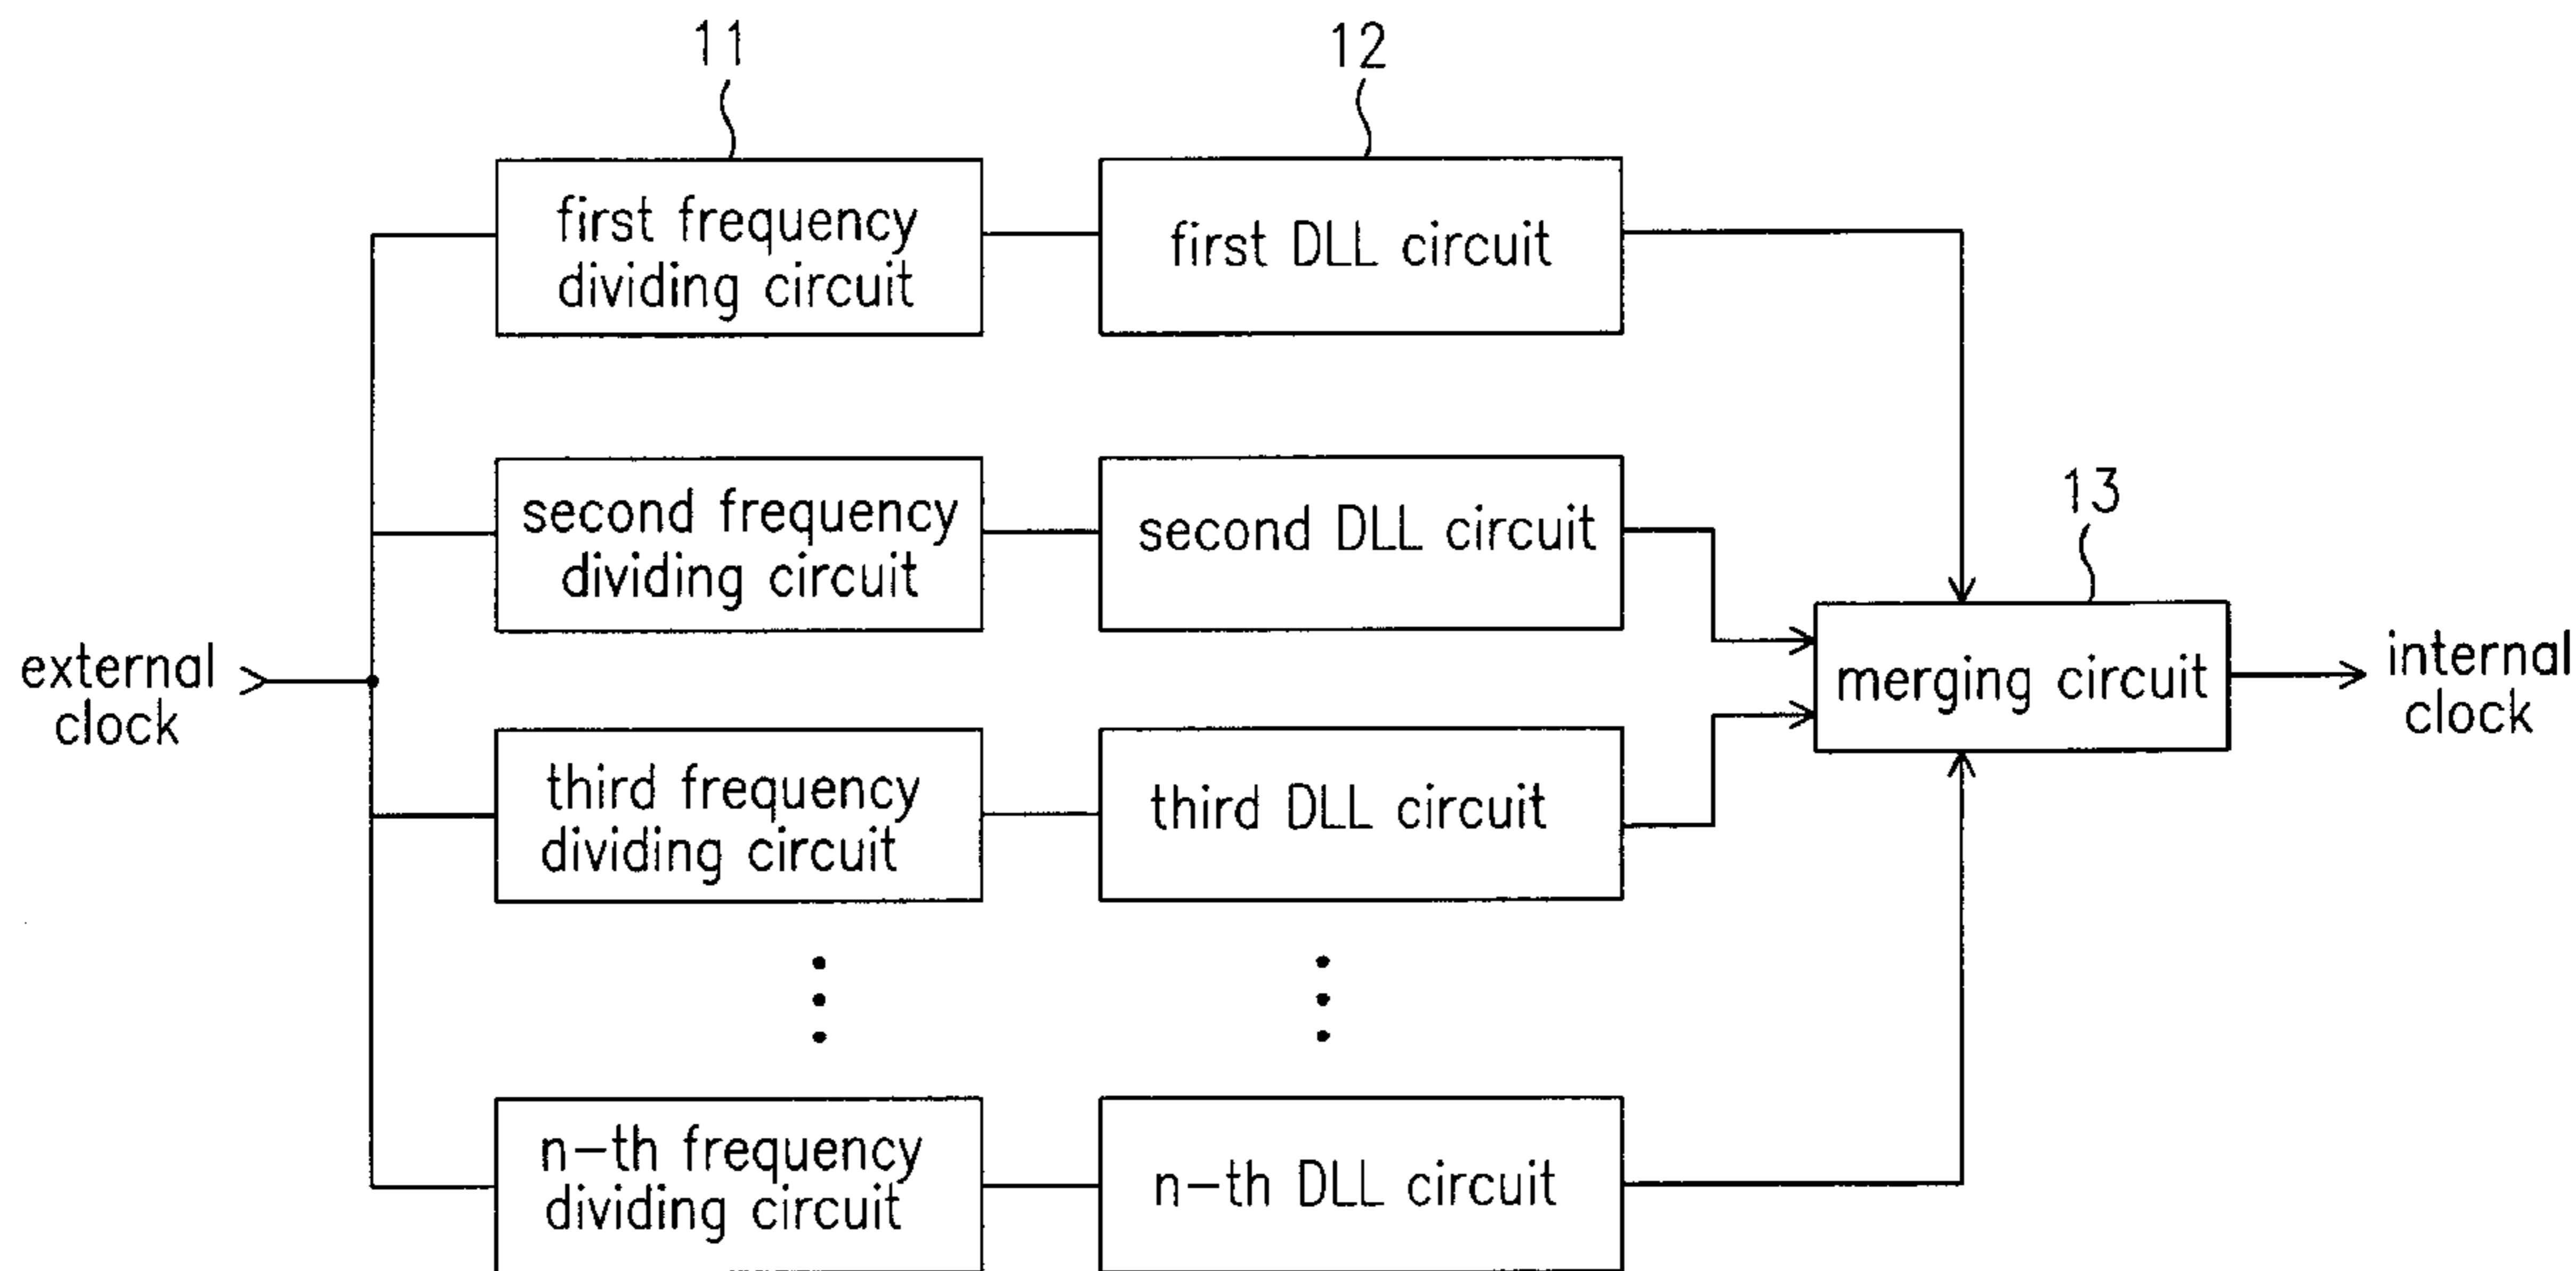 11
12
first frequency
dividing circuit
first DLL circuit
second frequency
dividing circuit
second DLL circuit
13
external
clock
merging circuit
internal
clock
third frequency
dividing circuit
third DLL circuit
n-th frequency
dividing circuit
n-th DLL circuit